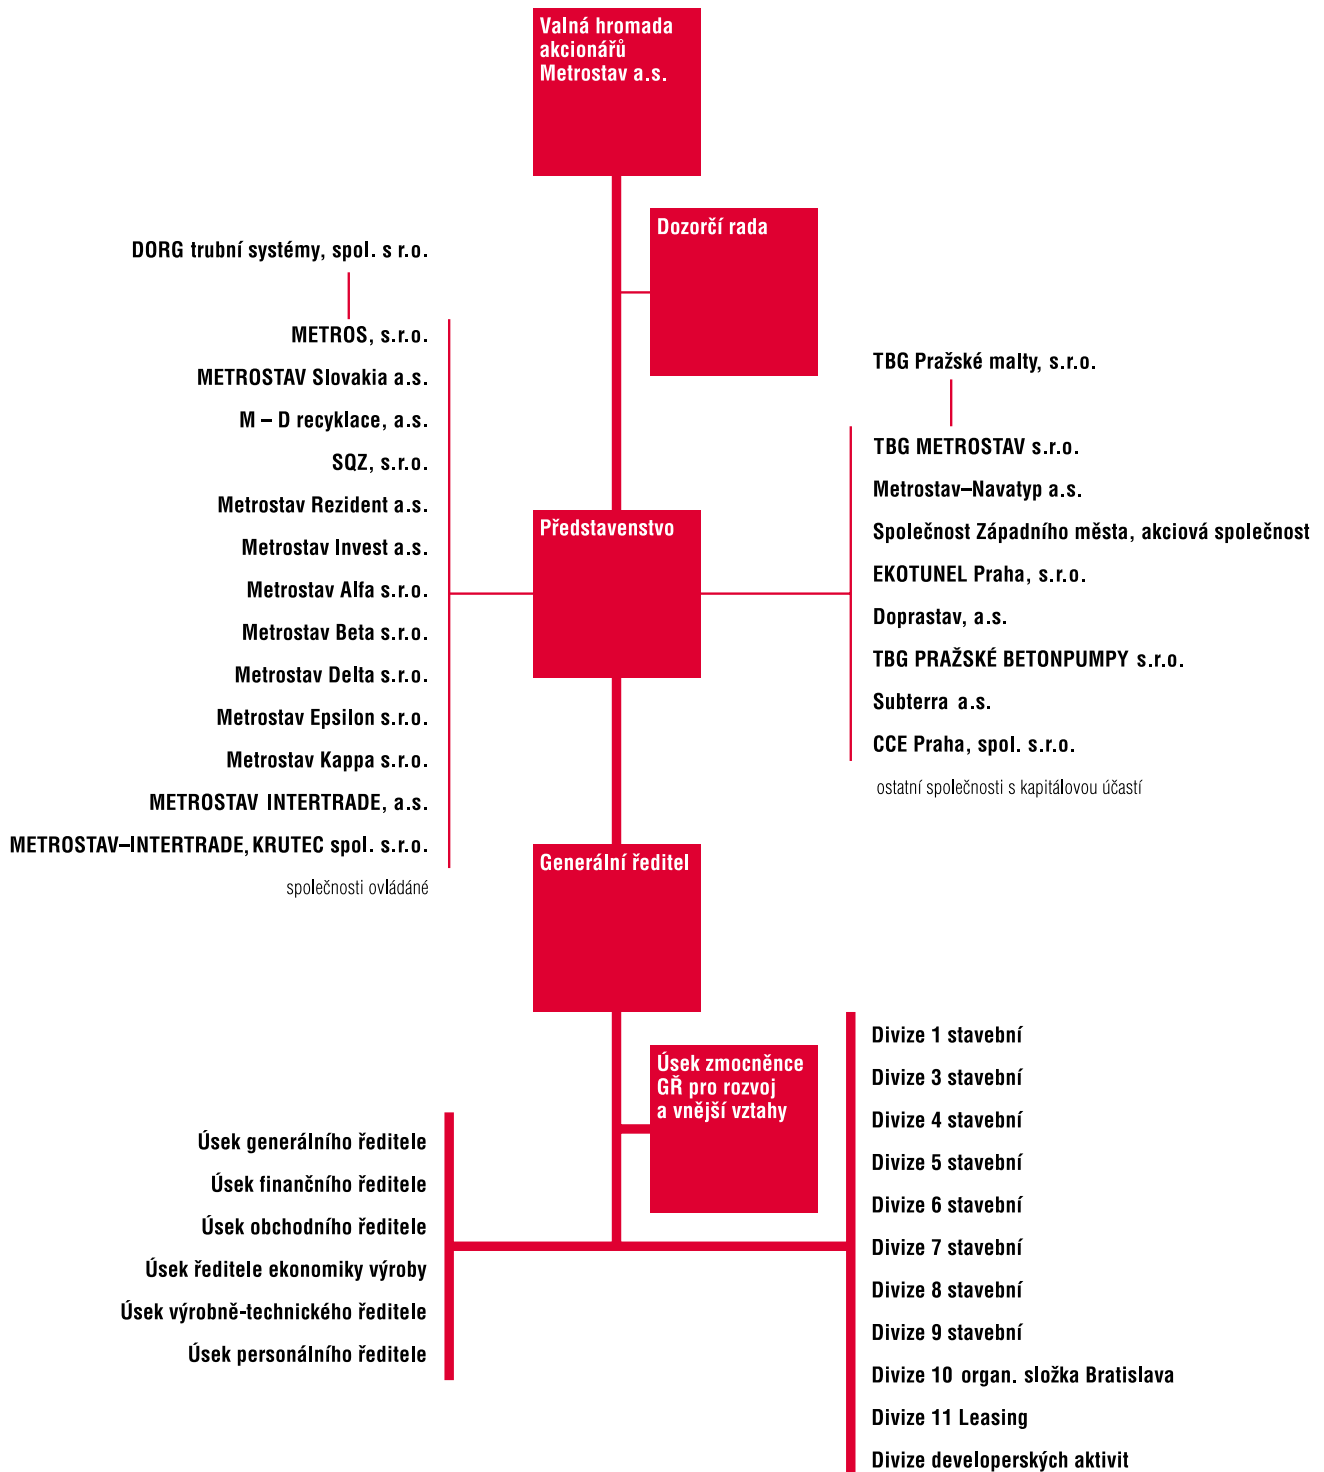 Valná hromada
akcionářů
Metrostav a.s.
Dozorčí rada
DORG trubní systémy, spol. s r.o.
METROS, s.r.o.
METROSTAV Slovakia a.s.
M – D recyklace, a.s.
SQZ, s.r.o.
Metrostav Rezident a.s.
Metrostav Invest a.s.
Metrostav Alfa s.r.o.
Metrostav Beta s.r.o.
Metrostav Delta s.r.o.
Metrostav Epsilon s.r.o.
Metrostav Kappa s.r.o.
METROSTAV INTERTRADE, a.s.
METROSTAV–INTERTRADE, KRUTEC spol. s.r.o.
společnosti ovládáné
Představenstvo
TBG Pražské malty, s.r.o.
TBG METROSTAV s.r.o.
Metrostav–Navatyp a.s.
Společnost Západního města, akciová společnost
EKOTUNEL Praha, s.r.o.
Doprastav, a.s.
TBG PRAŽSKÉ BETONPUMPY s.r.o.
Subterra a.s.
CCE Praha, spol. s.r.o.
ostatní společnosti s kapitálovou účastí
Generální ředitel
Úsek zmocněnce
GŘ pro rozvoj
a vnější vztahy
Úsek generálního ředitele
Úsek finančního ředitele
Úsek obchodního ředitele
Úsek ředitele ekonomiky výroby
Úsek výrobně-technického ředitele
Úsek personálního ředitele
Divize 1 stavební
Divize 3 stavební
Divize 4 stavební
Divize 5 stavební
Divize 6 stavební
Divize 7 stavební
Divize 8 stavební
Divize 9 stavební
Divize 10 organ. složka Bratislava
Divize 11 Leasing
Divize developerských aktivit